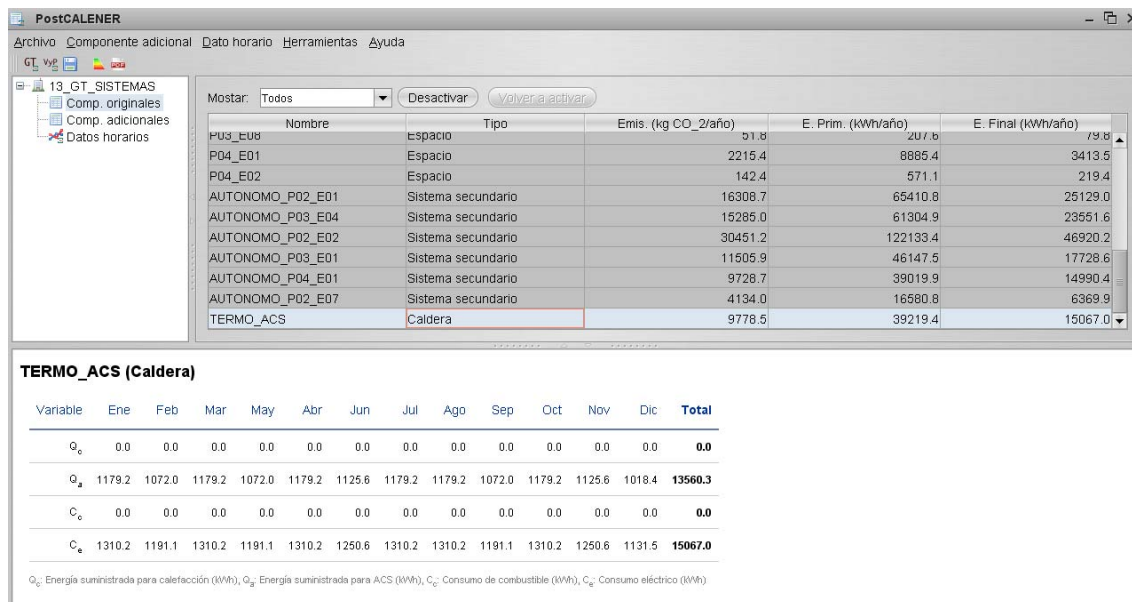 PostCALENER
Archivo Componente adicional Dato horario Herramientas Ayuda
GT VyP PDF
13_GT_SISTEMAS
Comp. originales
Comp. adicionales
Datos horarios
Mostar: Todos Desactivar Volver a activar
Nombre Tipo Emis. (kg CO_2/año) E. Prim. (kWh/año) E. Final (kWh/año)
P03_E08 Espacio 51.8 207.6 79.8
P04_E01 Espacio 2215.4 8885.4 3413.5
P04_E02 Espacio 142.4 571.1 219.4
AUTONOMO_P02_E01 Sistema secundario 16308.7 65410.8 25129.0
AUTONOMO_P03_E04 Sistema secundario 15285.0 61304.9 23551.6
AUTONOMO_P02_E02 Sistema secundario 30451.2 122133.4 46920.2
AUTONOMO_P03_E01 Sistema secundario 11505.9 46147.5 17728.6
AUTONOMO_P04_E01 Sistema secundario 9728.7 39019.9 14990.4
AUTONOMO_P02_E07 Sistema secundario 4134.0 16580.8 6369.9
TERMO_ACS Caldera 9778.5 39219.4 15067.0
TERMO_ACS (Caldera)
Variable Ene Feb Mar May Abr Jun Jul Ago Sep Oct Nov Dic Total
Qc 0.0 0.0 0.0 0.0 0.0 0.0 0.0 0.0 0.0 0.0 0.0 0.0 0.0
Qa 1179.2 1072.0 1179.2 1072.0 1179.2 1125.6 1179.2 1179.2 1072.0 1179.2 1125.6 1018.4 13560.3
Cc 0.0 0.0 0.0 0.0 0.0 0.0 0.0 0.0 0.0 0.0 0.0 0.0 0.0
Ce 1310.2 1191.1 1310.2 1191.1 1310.2 1250.6 1310.2 1310.2 1191.1 1310.2 1250.6 1131.5 15067.0
Qc: Energía suministrada para calefacción (kWh), Qa: Energía suministrada para ACS (kWh), Cc: Consumo de combustible (kWh), Ce: Consumo eléctrico (kWh)